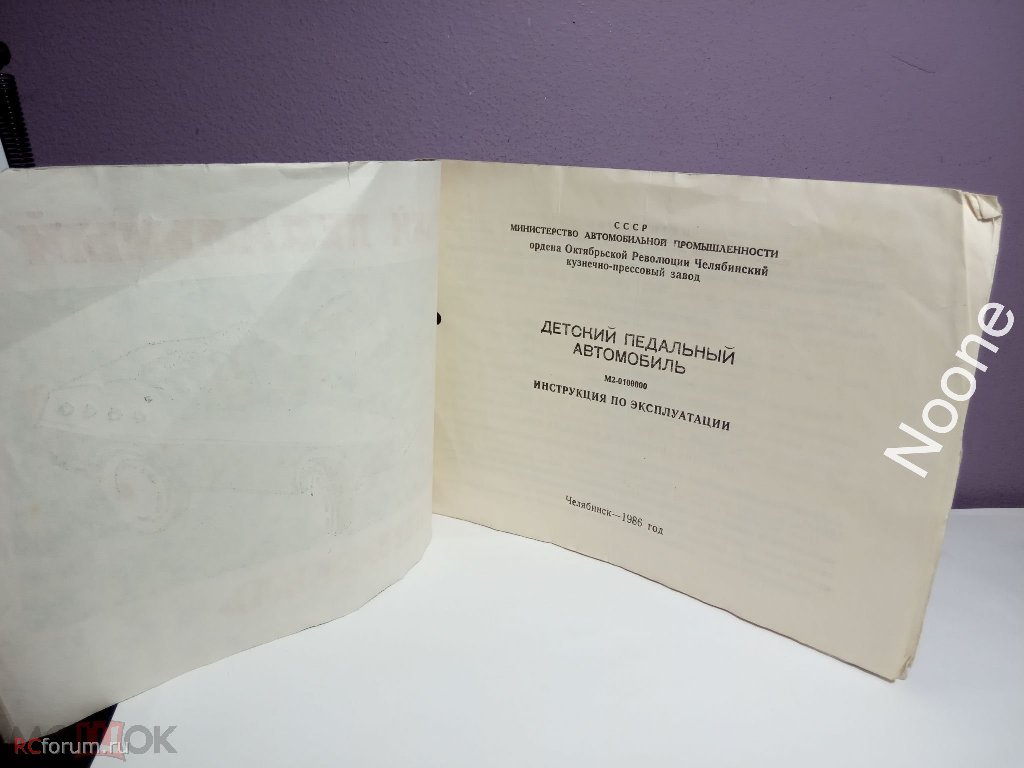 СССР
МИНИСТЕРСТВО АВТОМОБИЛЬНОЙ ПРОМЫШЛЕННОСТИ
ордена Октябрьской Революции Челябинский
кузнечно-прессовый завод
ДЕТСКИЙ ПЕДАЛЬНЫЙ
АВТОМОБИЛЬ
М2-0100000
ИНСТРУКЦИЯ ПО ЭКСПЛУАТАЦИИ
Челябинск—1986 год
Noone
RCforum.ru